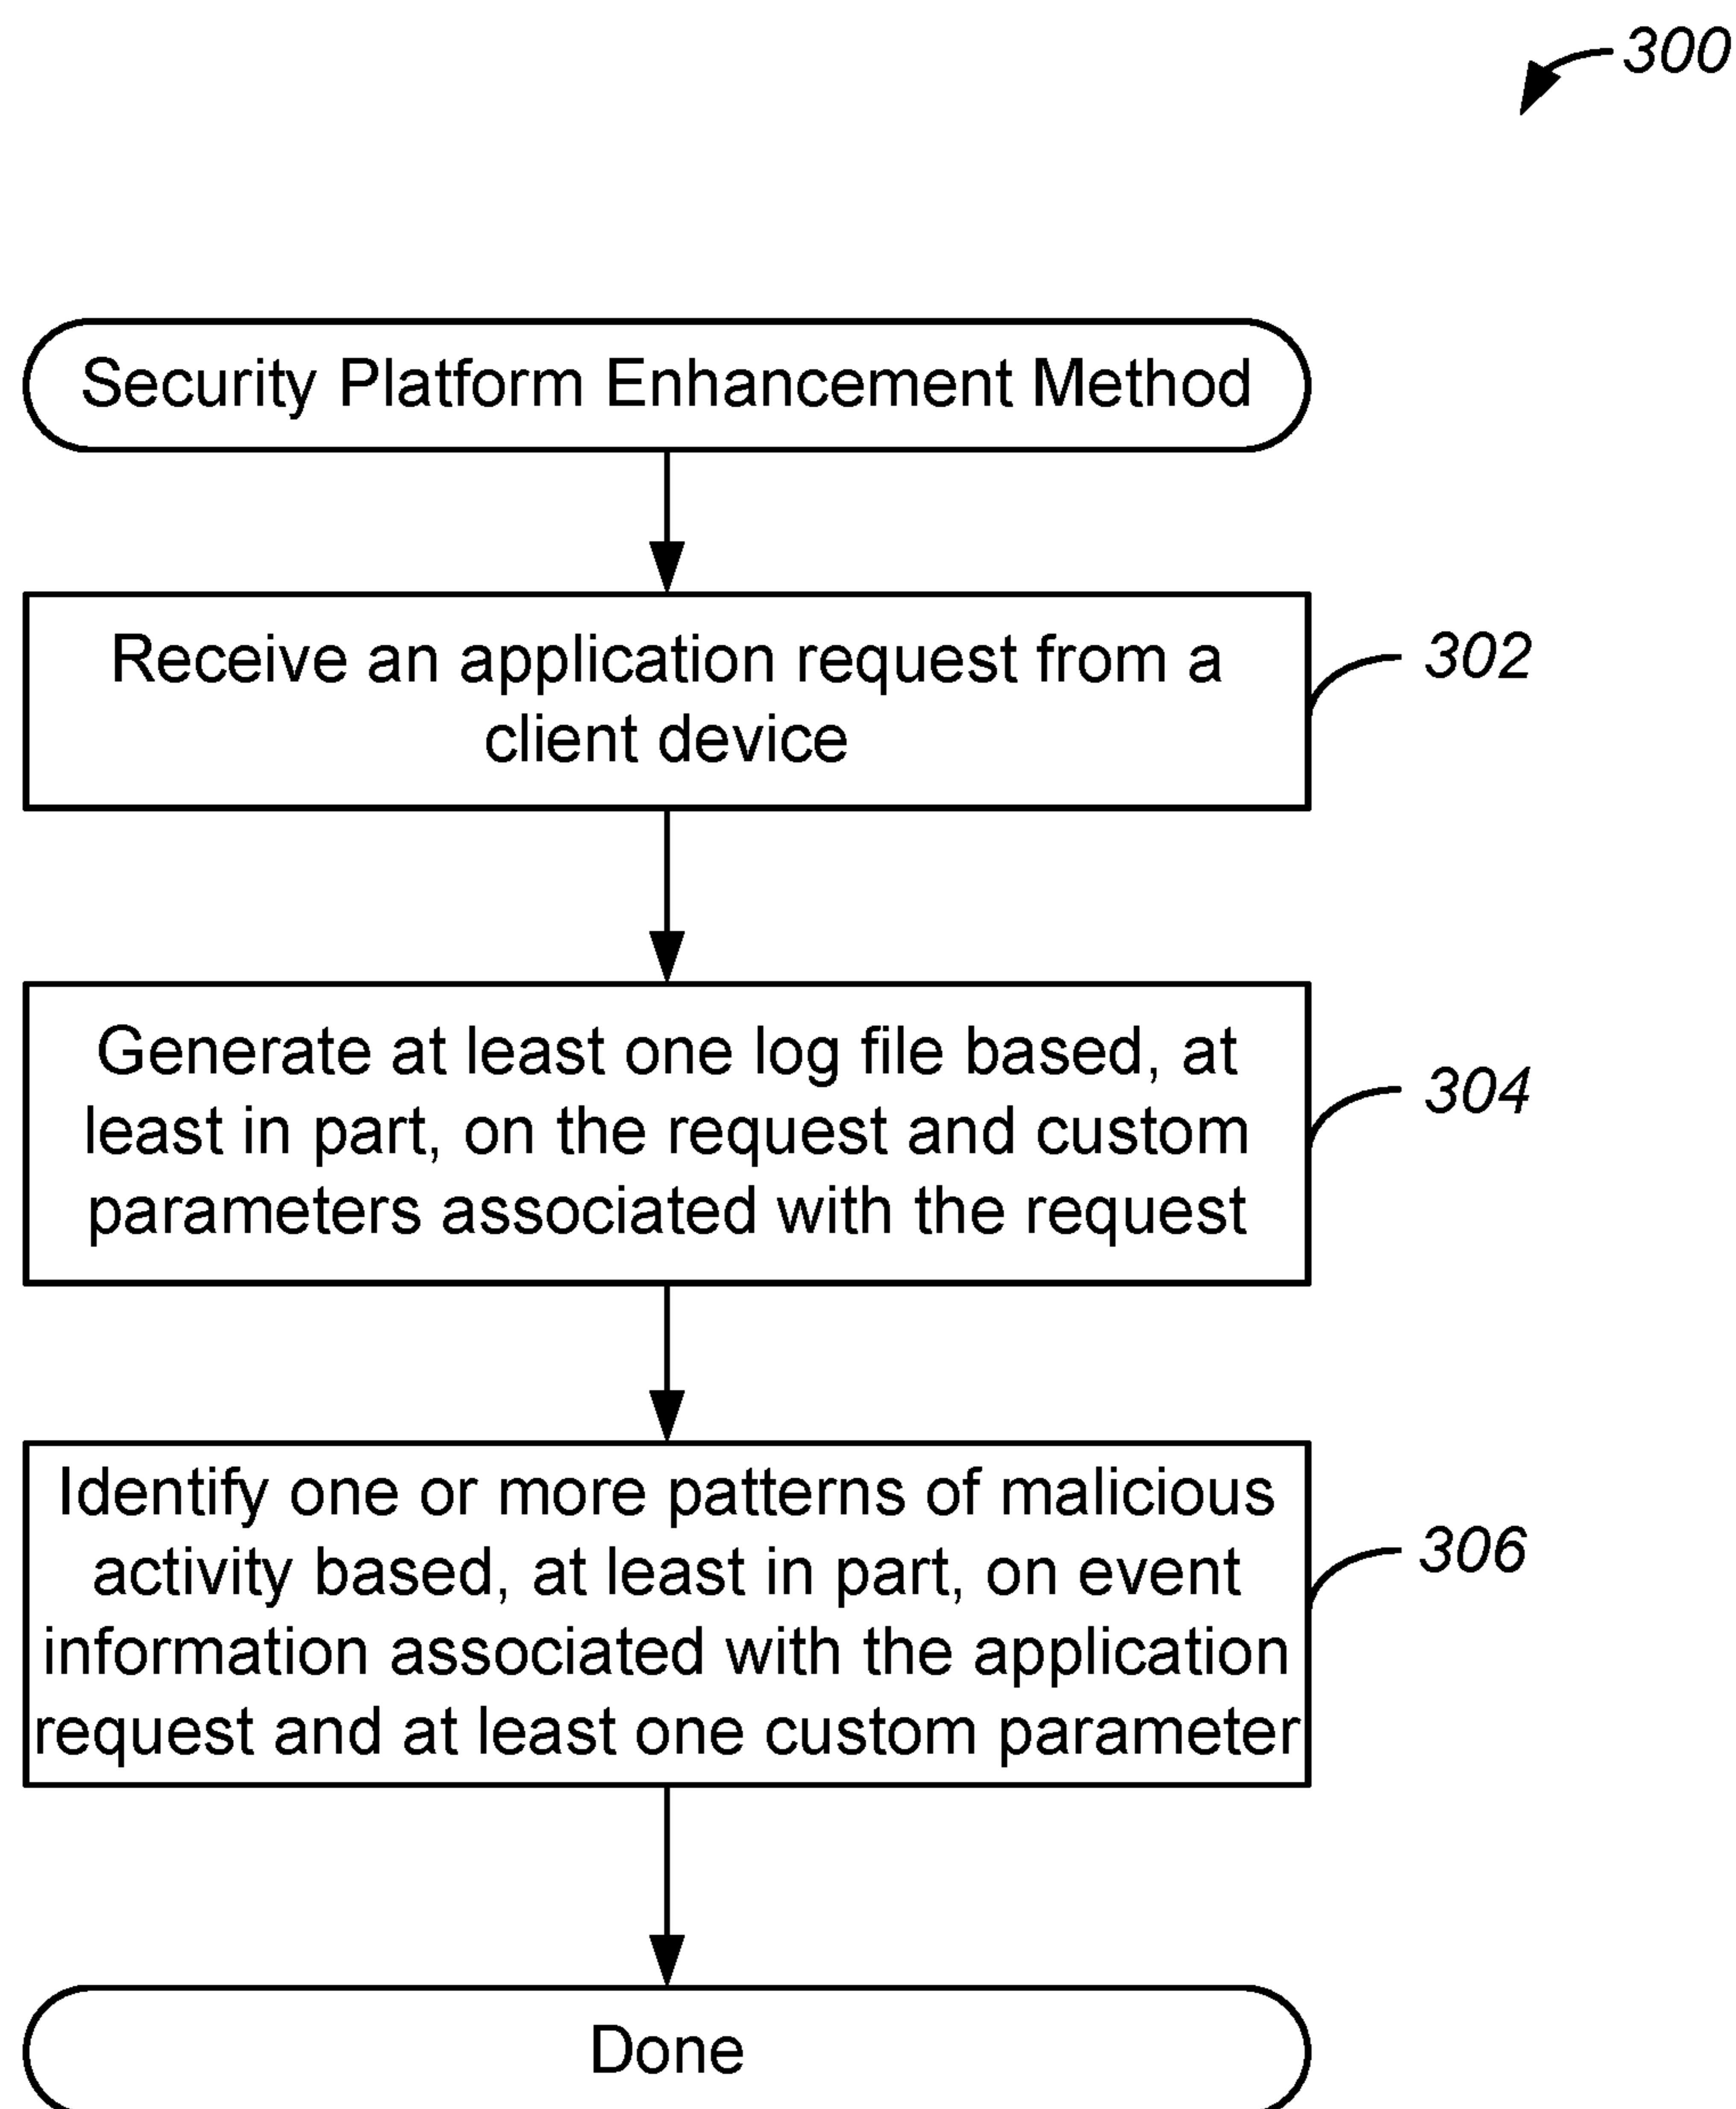 300
Security Platform Enhancement Method
Receive an application request from a
client device
302
Generate at least one log file based, at
least in part, on the request and custom
parameters associated with the request
304
Identify one or more patterns of malicious
activity based, at least in part, on event
information associated with the application
request and at least one custom parameter
306
Done